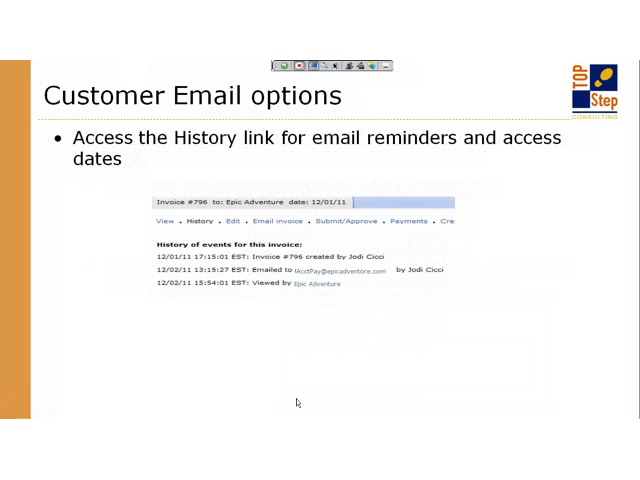 Customer Email options
TOP
Step
CONSULTING
• Access the History link for email reminders and access
dates
Invoice #796 to: Epic Adventure date: 12/01/11
View • History • Edit • Email invoice • Submit/Approve • Payments • Cre
History of events for this invoice:
12/01/11 17:15:01 EST: Invoice #796 created by Jodi Cicci
12/02/11 13:15:27 EST: Emailed to IAcctPay@epicadventore.com by Jodi Cicci
12/02/11 15:54:01 EST: Viewed by Epic Adventure